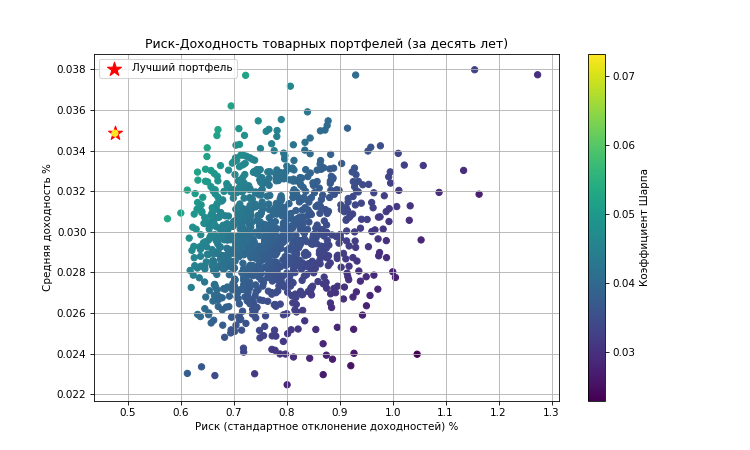 Риск-Доходность товарных портфелей (за десять лет)
Лучший портфель
Средняя доходность %
0.038
0.036
0.034
0.032
0.030
0.028
0.026
0.024
0.022
0.5 0.6 0.7 0.8 0.9 1.0 1.1 1.2 1.3
Риск (стандартное отклонение доходностей) %
0.07
0.06
0.05
0.04
0.03
Коэффициент Шарпа